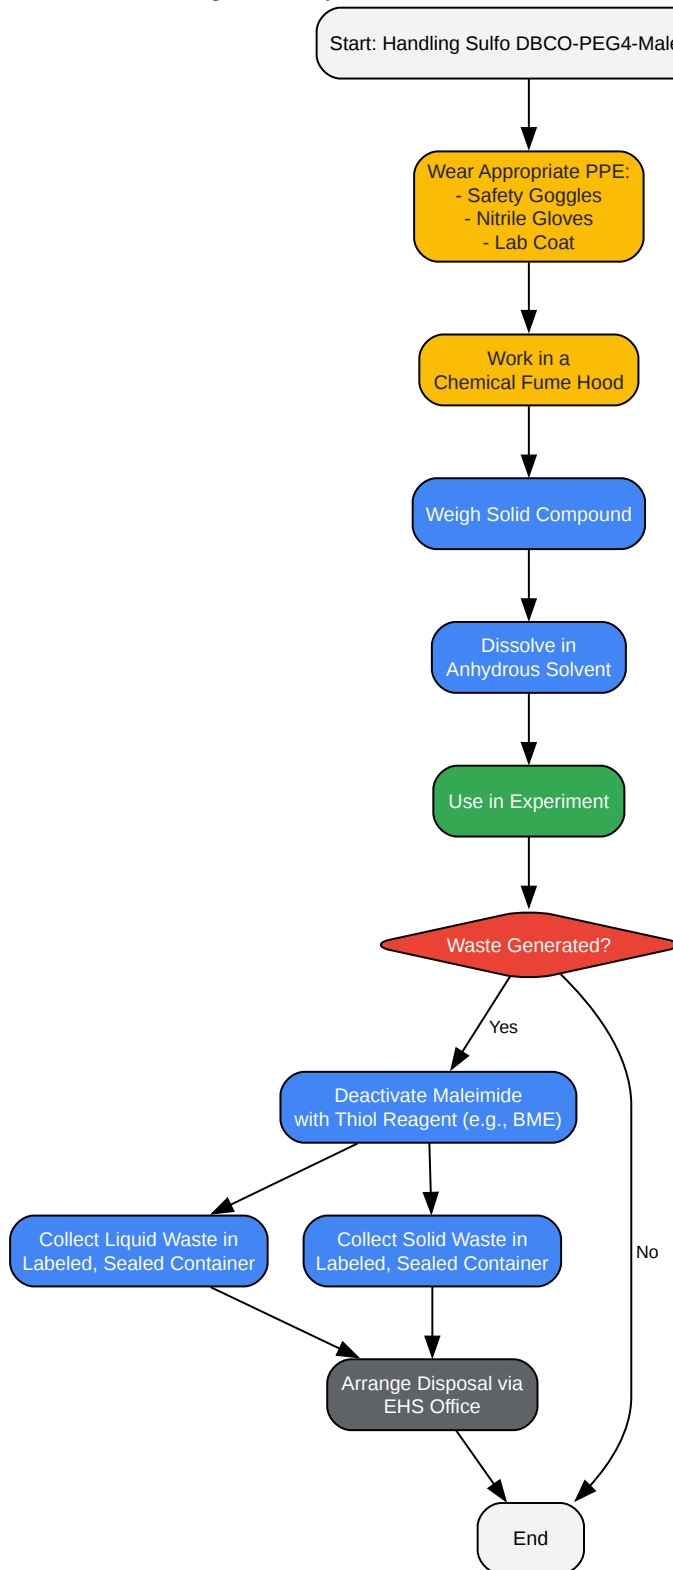 Start: Handling Sulfo DBCO-PEG4-Male
Wear Appropriate PPE:
- Safety Goggles
- Nitrile Gloves
- Lab Coat
Work in a
Chemical Fume Hood
Weigh Solid Compound
Dissolve in
Anhydrous Solvent
Use in Experiment
Waste Generated?
Yes
Deactivate Maleimide
with Thiol Reagent (e.g., BME)
Collect Liquid Waste in
Labeled, Sealed Container
Collect Solid Waste in
Labeled, Sealed Container
No
Arrange Disposal via
EHS Office
End